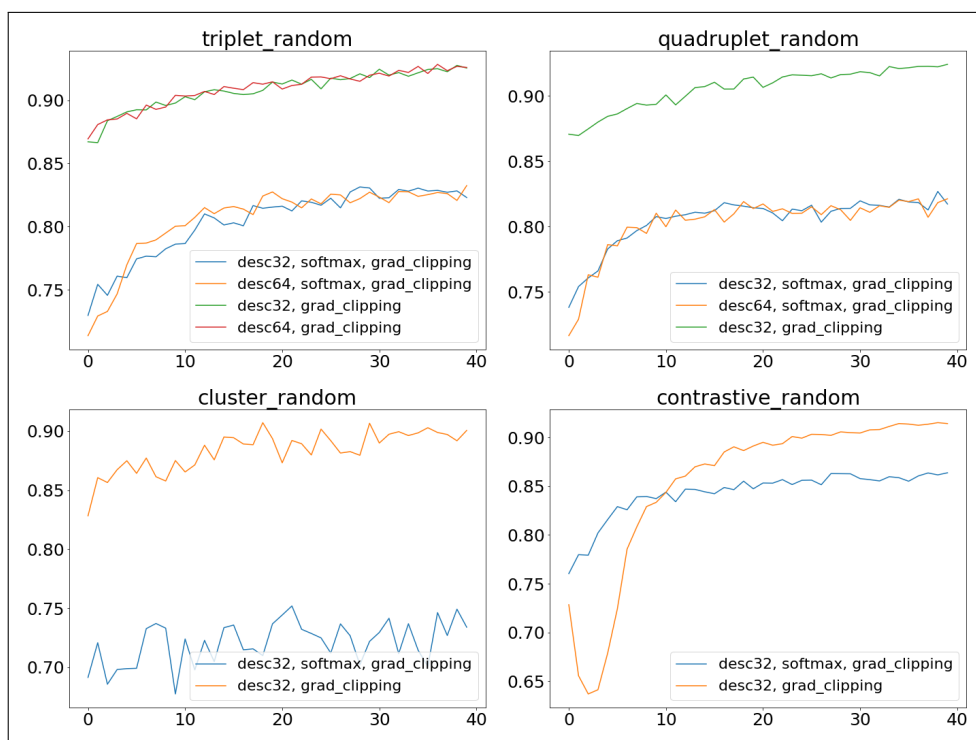 triplet_random
0.90
0.85
0.80
0.75
desc32, softmax, grad_clipping
desc64, softmax, grad_clipping
desc32, grad_clipping
desc64, grad_clipping
0 10 20 30 40
quadruplet_random
0.90
0.85
0.80
0.75
desc32, softmax, grad_clipping
desc64, softmax, grad_clipping
desc32, grad_clipping
0 10 20 30 40
cluster_random
0.90
0.85
0.80
0.75
0.70
desc32, softmax, grad_clipping
desc32, grad_clipping
0 10 20 30 40
contrastive_random
0.90
0.85
0.80
0.75
0.70
0.65
desc32, softmax, grad_clipping
desc32, grad_clipping
0 10 20 30 40